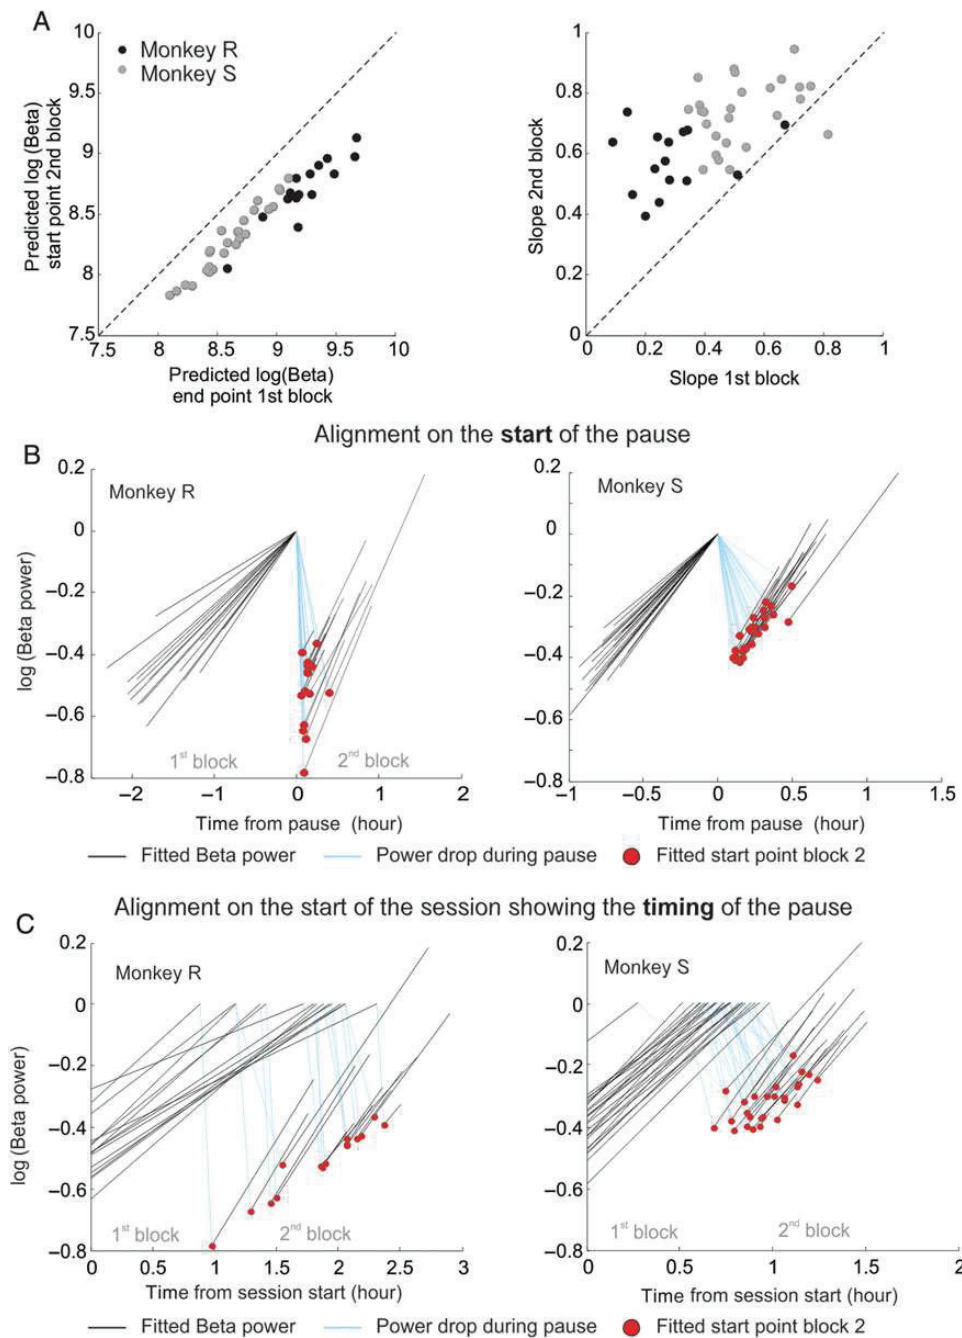 A
Monkey R
Monkey S
Predicted log (Beta)
start point 2nd block
10
9.5
9
8.5
8
7.5
7.5
8
8.5
9
9.5
10
Predicted log(Beta)
end point 1st block
Slope 2nd block
1
0.8
0.6
0.4
0.2
0
0
0.2
0.4
0.6
0.8
1
Slope 1st block
Alignment on the start of the pause
B
Monkey R
log (Beta power)
0.2
0
−0.2
−0.4
−0.6
−0.8
1st block
2nd block
−2
−1
0
1
2
Time from pause (hour)
Monkey S
0.2
0
−0.2
−0.4
−0.6
−0.8
−1
−0.5
0
0.5
1
1.5
Time from pause (hour)
Fitted Beta power
Power drop during pause
Fitted start point block 2
Alignment on the start of the session showing the timing of the pause
C
Monkey R
log (Beta power)
0.2
0
−0.2
−0.4
−0.6
−0.8
1st block
2nd block
0
0.5
1
1.5
2
2.5
3
Time from session start (hour)
Monkey S
0.2
0
−0.2
−0.4
−0.6
−0.8
1st block
2nd block
0
0.5
1
1.5
2
Time from session start (hour)
Fitted Beta power
Power drop during pause
Fitted start point block 2